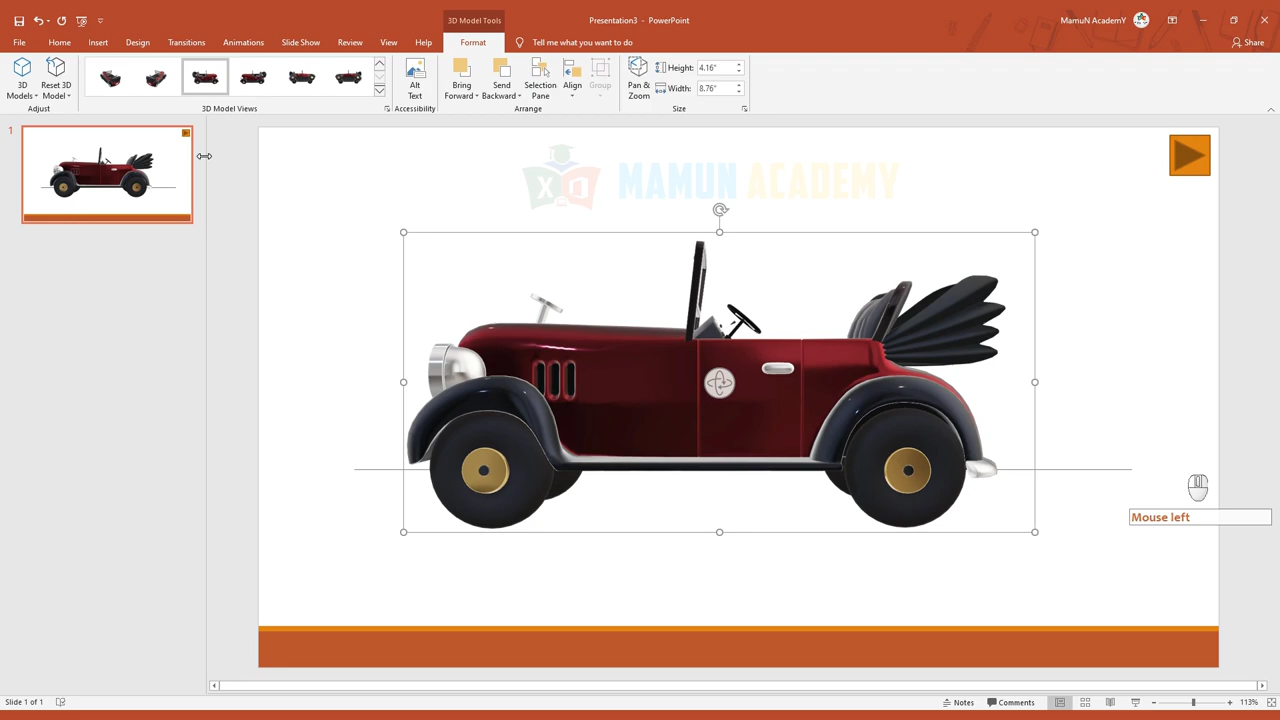 3D Model Tools
Presentation3 - PowerPoint
MamuN AcademY
File Home Insert Design Transitions Animations Slide Show Review View Help Format Tell me what you want to do Share
3D Models
Reset 3D Model
Adjust
3D Model Views
Alt Text
Accessibility
Bring Forward
Send Backward
Selection Pane
Align
Group
Arrange
Pan & Zoom
Height: 4.16"
Width: 8.76"
Size
1
MAMUN ACADEMY
Mouse left
Slide 1 of 1
Notes
Comments
113%